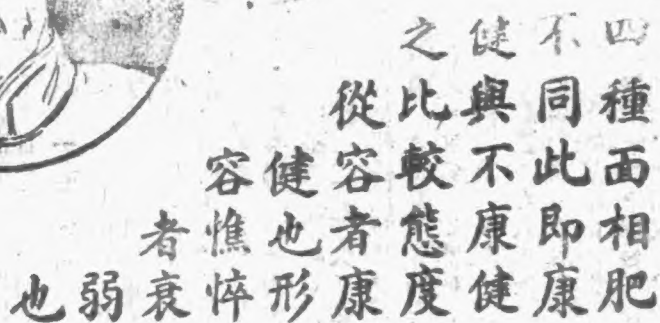 四種面相肥
不同此即康
健與不康健
之比較態度
從容者康
健也形
容憔悴
者衰
弱
也